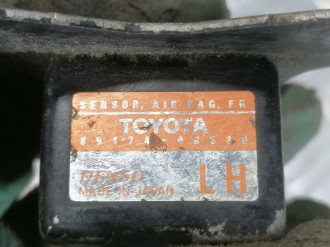 SENSOR, AIR BAG, FR
TOYOTA
DENSO
MADE IN JAPAN
LH